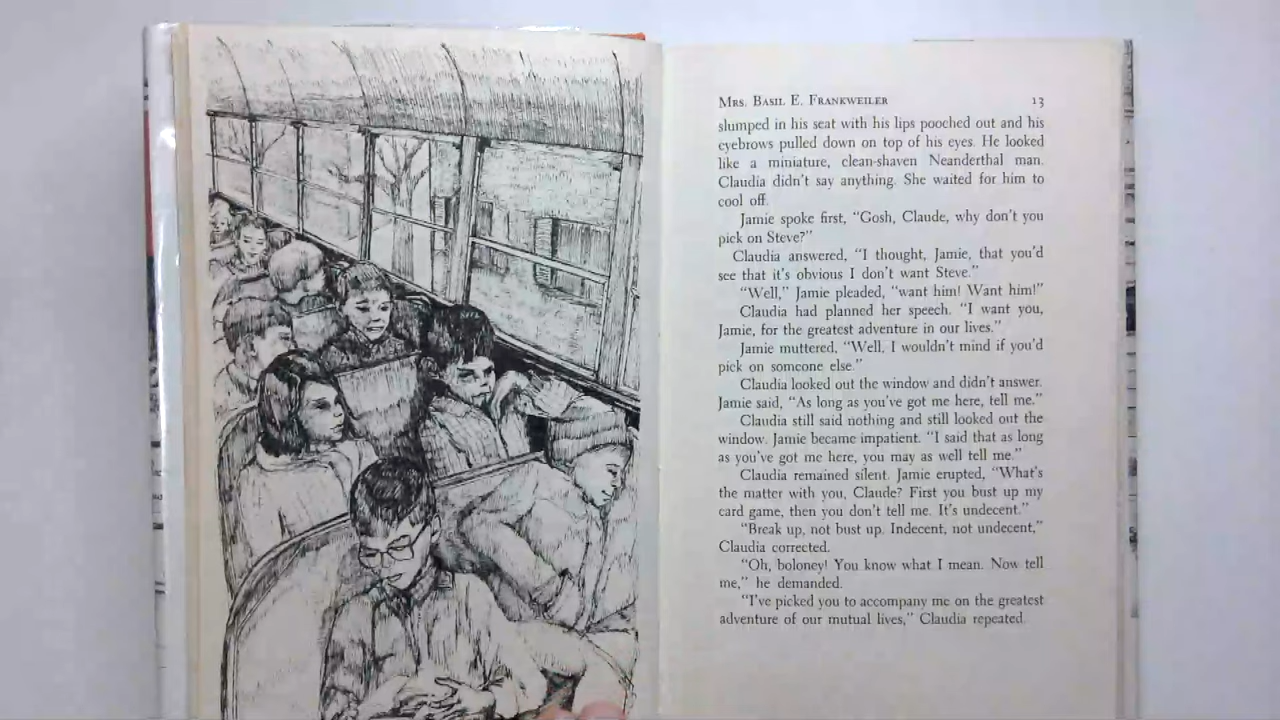 Mrs. Basil E. Frankweiler 13
slumped in his seat with his lips pooched out and his
eyebrows pulled down on top of his eyes. He looked
like a miniature, clean-shaven Neanderthal man.
Claudia didn't say anything. She waited for him to
cool off.
Jamie spoke first, “Gosh, Claude, why don't you
pick on Steve?”
Claudia answered, “I thought, Jamie, that you'd
see that it's obvious I don't want Steve.”
“Well,” Jamie pleaded, “want him! Want him!”
Claudia had planned her speech. “I want you,
Jamie, for the greatest adventure in our lives.”
Jamie muttered, “Well, I wouldn't mind if you'd
pick on someone else.”
Claudia looked out the window and didn't answer.
Jamie said, “As long as you've got me here, tell me.”
Claudia still said nothing and still looked out the
window. Jamie became impatient. “I said that as long
as you've got me here, you may as well tell me.”
Claudia remained silent. Jamie erupted, “What's
the matter with you, Claude? First you bust up my
card game, then you don't tell me. It's undecent.”
“Break up, not bust up. Indecent, not undecent,”
Claudia corrected.
“Oh, boloney! You know what I mean. Now tell
me,” he demanded.
“I've picked you to accompany me on the greatest
adventure of our mutual lives,” Claudia repeated.